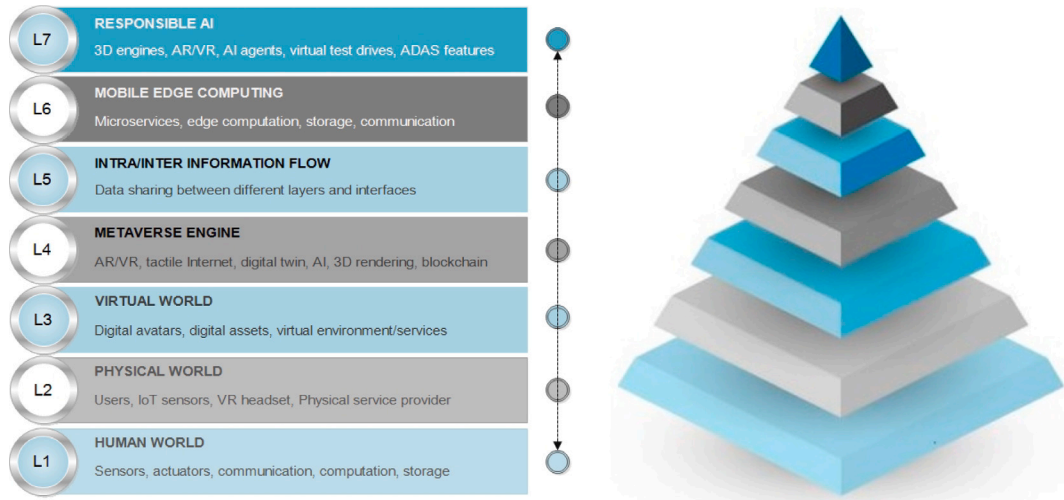 L7
RESPONSIBLE AI
3D engines, AR/VR, AI agents, virtual test drives, ADAS features
L6
MOBILE EDGE COMPUTING
Microservices, edge computation, storage, communication
L5
INTRA/INTER INFORMATION FLOW
Data sharing between different layers and interfaces
L4
METAVERSE ENGINE
AR/VR, tactile Internet, digital twin, AI, 3D rendering, blockchain
L3
VIRTUAL WORLD
Digital avatars, digital assets, virtual environment/services
L2
PHYSICAL WORLD
Users, IoT sensors, VR headset, Physical service provider
L1
HUMAN WORLD
Sensors, actuators, communication, computation, storage